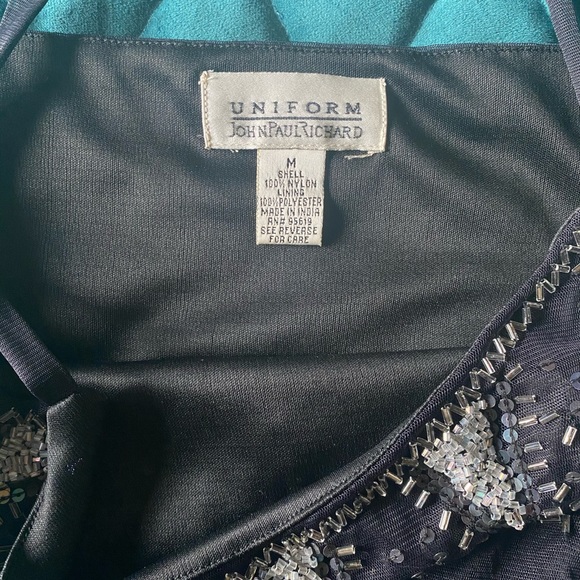 UNIFORM
JOHNPAULRICHARD
M
SHELL
100% NYLON
LINING
100% POLYESTER
MADE IN INDIA
RN# 95619
SEE REVERSE
FOR CARE